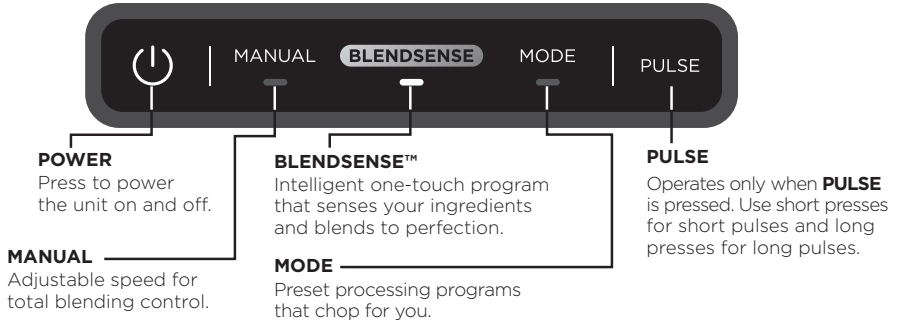 MANUAL
BLENDSENSE
MODE
PULSE
POWER
Press to power
the unit on and off.
MANUAL
Adjustable speed for
total blending control.
BLENDSENSE™
Intelligent one-touch program
that senses your ingredients
and blends to perfection.
MODE
Preset processing programs
that chop for you.
PULSE
Operates only when PULSE
is pressed. Use short presses
for short pulses and long
presses for long pulses.